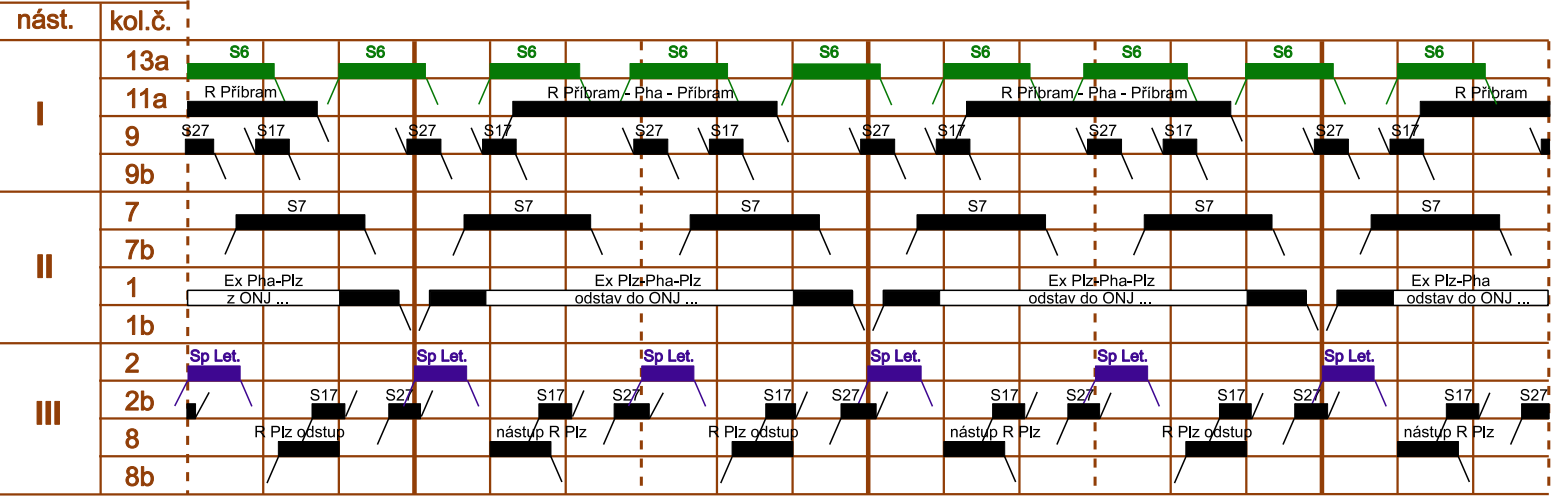 nást. kol.č.
I
13a S6 S6 S6 S6 S6 S6 S6 S6 S6
11a R Příbram R Příbram - Pha - Příbram R Příbram - Pha - Příbram R Příbram
9 S27 S17 S27 S17 S27 S17 S27 S17 S27 S17 S27 S17
9b
II
7 S7 S7 S7 S7 S7 S7
7b
1 Ex Pha-Plz Ex Plz-Pha-Plz Ex Plz-Pha-Plz Ex Plz-Pha
z ONJ ... odstav do ONJ ... odstav do ONJ ... odstav do ONJ ...
1b
III
2 Sp Let. Sp Let. Sp Let. Sp Let. Sp Let. Sp Let.
2b S17 S27 S17 S27 S17 S27 S17 S27 S17 S27 S17 S27
8 R Plz odstup nástup R Plz R Plz odstup nástup R Plz R Plz odstup nástup R Plz
8b